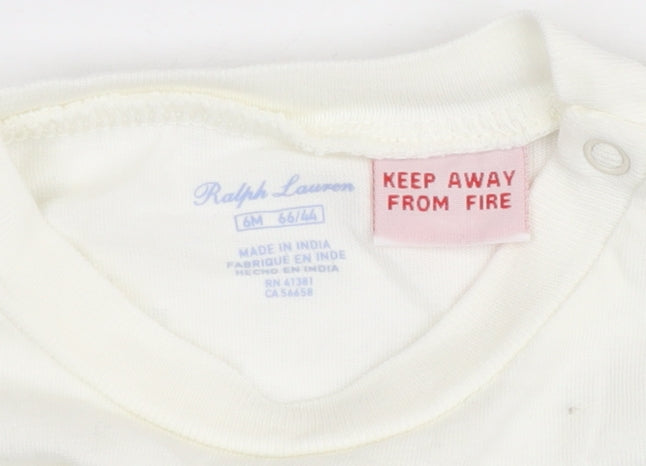 Ralph Lauren
6M 66/44
MADE IN INDIA
FABRIQUÉ EN INDE
HECHO EN INDIA
RN 41381
CA 56658
KEEP AWAY
FROM FIRE